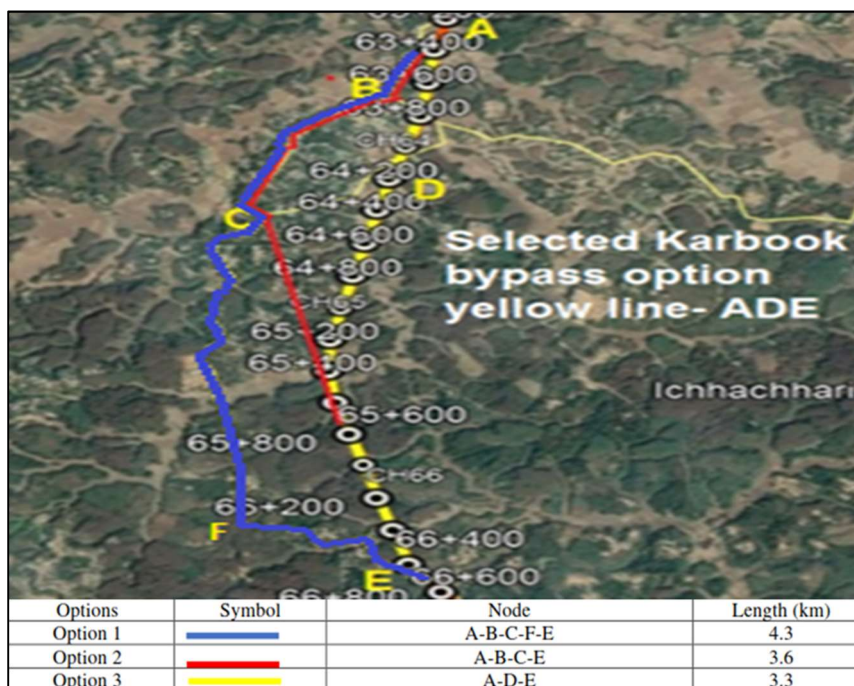 A
63+400
63+600
B
63+800
CH64
64+200
D
64+400
C
64+600
64+800
CH65
65+200
65+400
65+600
65+800
CH66
66+200
F
66+400
E
66+600
66+800
Selected Karbook
bypass option
yellow line- ADE
Ichhachhari
Options Symbol Node Length (km)
Option 1 A-B-C-F-E 4.3
Option 2 A-B-C-E 3.6
Option 3 A-D-E 3.3